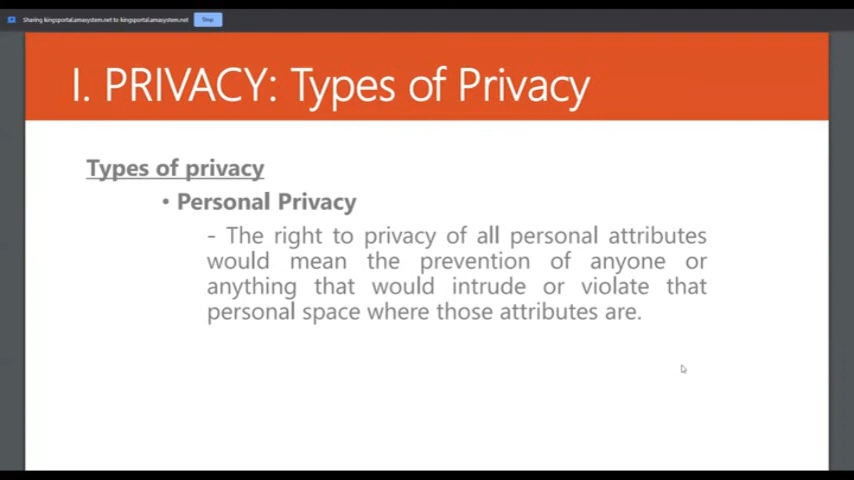 Sharing kingsportal.amasystem.net to kingsportal.amasystem.net Stop
I. PRIVACY: Types of Privacy
Types of privacy
• Personal Privacy
- The right to privacy of all personal attributes
would mean the prevention of anyone or
anything that would intrude or violate that
personal space where those attributes are.